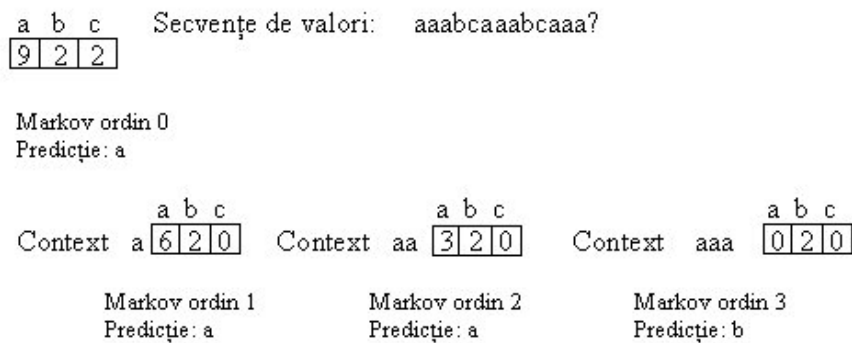 a b c Secvențe de valori: aaabcaaabcaaa?
9 2 2
Markov ordin 0
Predicție: a
a b c a b c a b c
Context a 6 2 0 Context aa 3 2 0 Context aaa 0 2 0
Markov ordin 1 Markov ordin 2 Markov ordin 3
Predicție: a Predicție: a Predicție: b